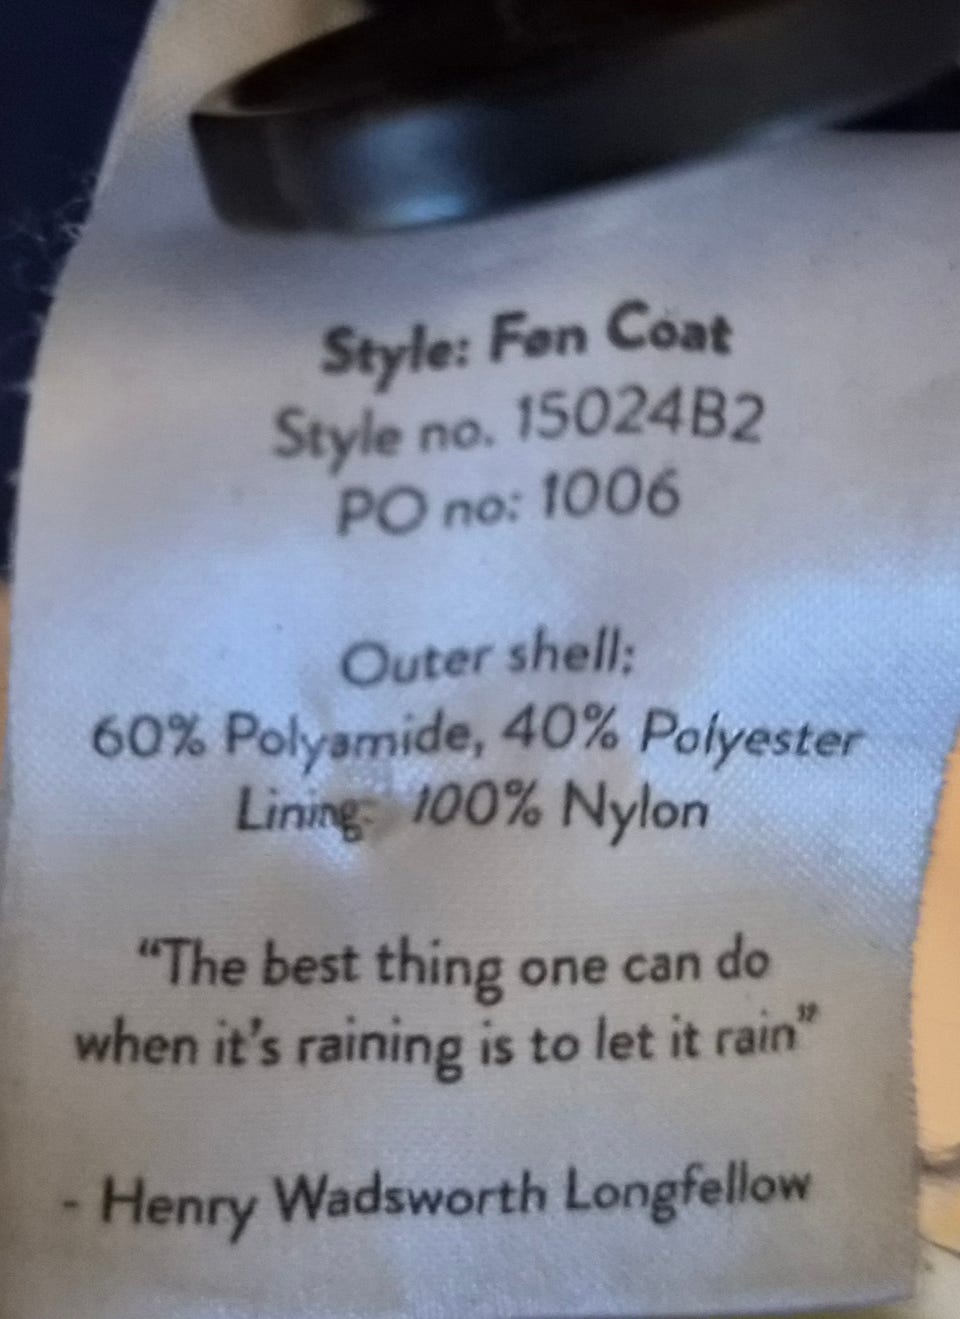 Style: Føn Coat
Style no. 15024B2
PO no: 1006
Outer shell:
60% Polyamide, 40% Polyester
Lining: 100% Nylon
“The best thing one can do
when it's raining is to let it rain”
- Henry Wadsworth Longfellow